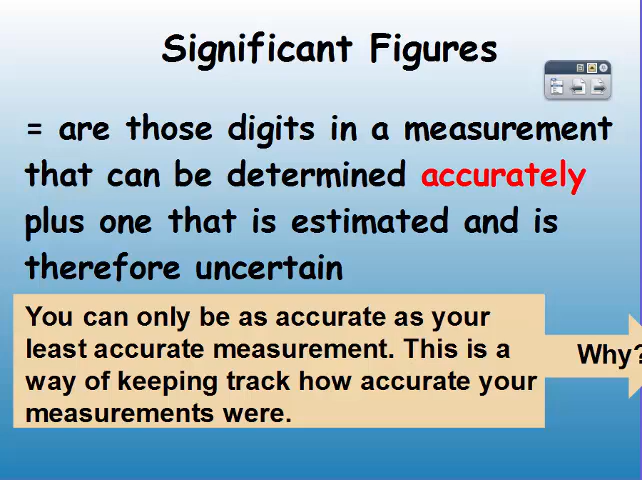 Significant Figures
= are those digits in a measurement
that can be determined accurately
plus one that is estimated and is
therefore uncertain
You can only be as accurate as your
least accurate measurement. This is a
way of keeping track how accurate your
measurements were.
Why?